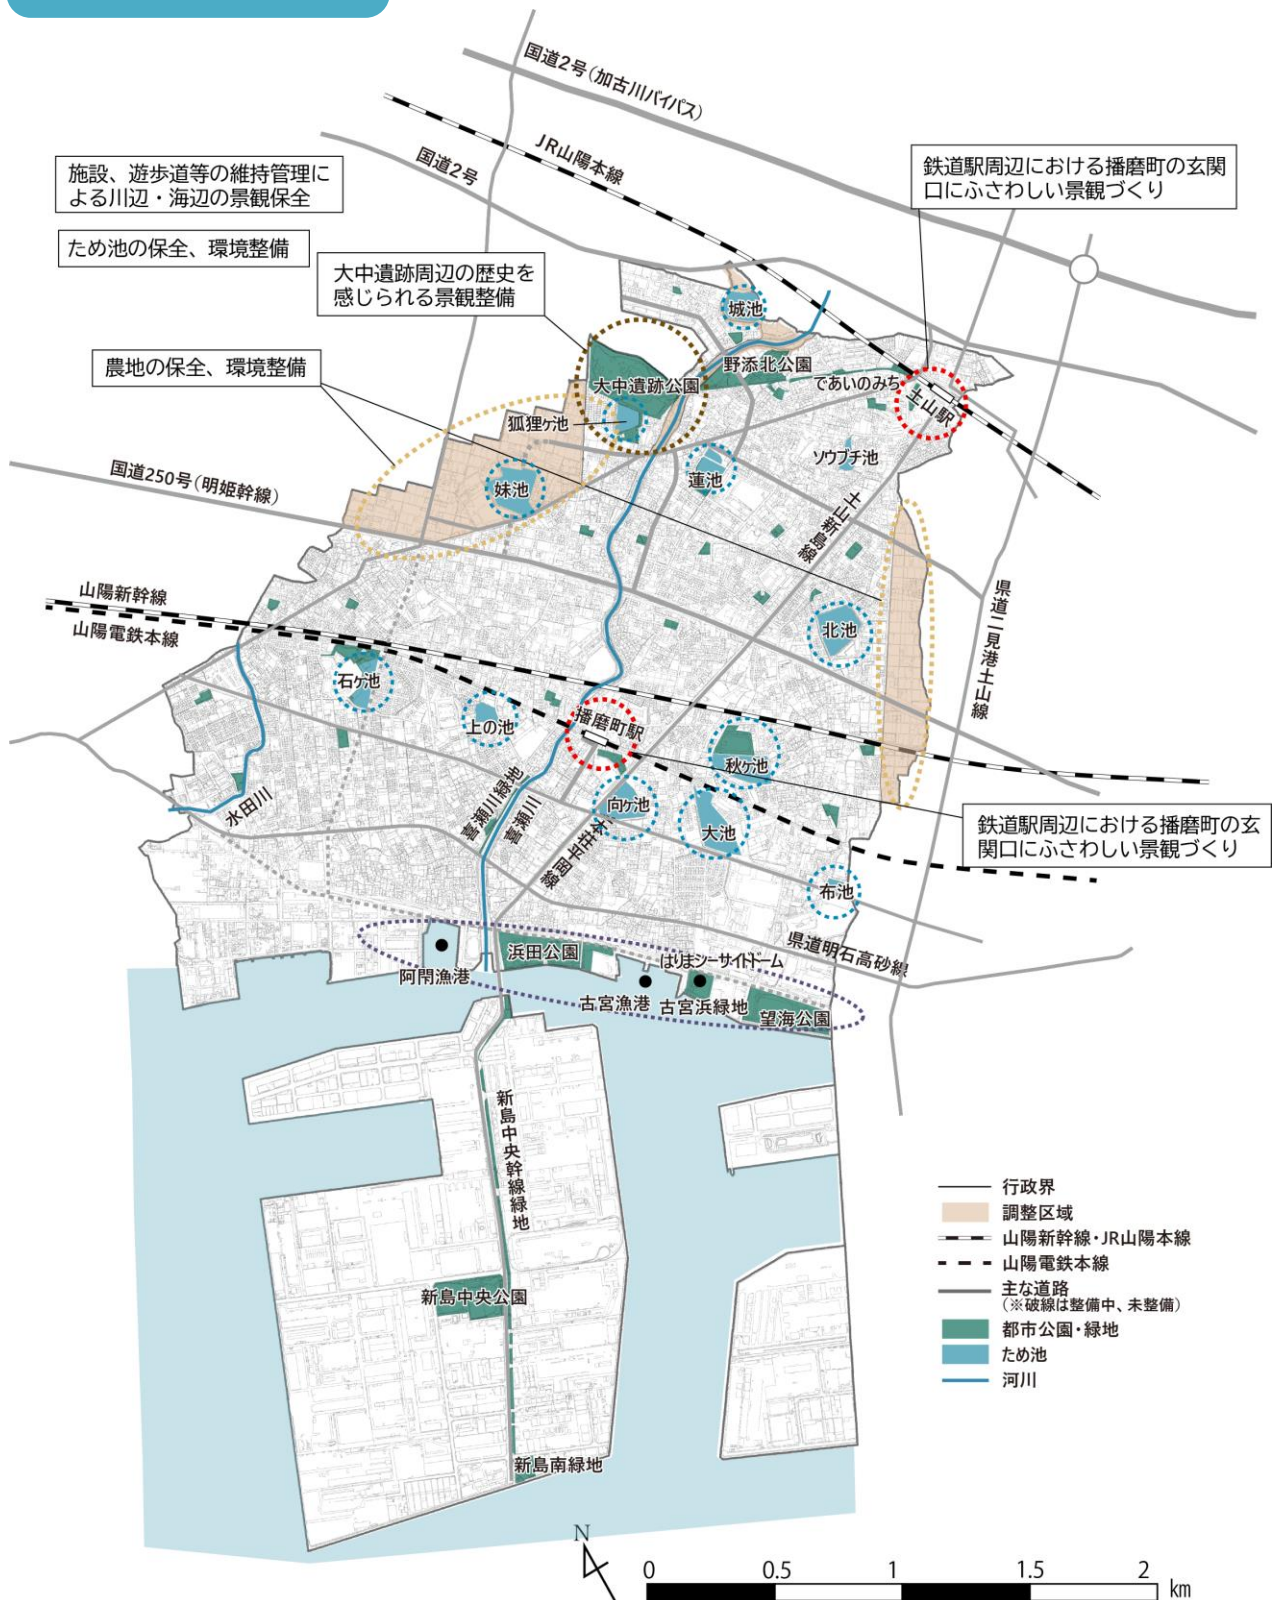 国道2号(加古川バイパス)
JR山陽本線
国道2号
施設、遊歩道等の維持管理に
よる川辺・海辺の景観保全
鉄道駅周辺における播磨町の玄関
口にふさわしい景観づくり
ため池の保全、環境整備
大中遺跡周辺の歴史を
感じられる景観整備
城池
農地の保全、環境整備
野添北公園
大中遺跡公園
であいのみち
土山駅
狐狸ヶ池
ソウブチ池
蓮池
国道250号(明姫幹線)
妹池
土山新島線
山陽新幹線
山陽電鉄本線
北池
県道二見港土山線
石ヶ池
上の池
播磨町駅
秋ヶ池
水田川
喜瀬川緑地
喜瀬川
向ヶ池
大池
本荘平岡線
鉄道駅周辺における播磨町の玄
関口にふさわしい景観づくり
布池
県道明石高砂線
浜田公園
はりまシーサイドドーム
阿閇漁港
古宮漁港
古宮浜緑地
望海公園
新島中央幹線緑地
行政界
調整区域
山陽新幹線・JR山陽本線
山陽電鉄本線
主な道路
(※破線は整備中、未整備)
都市公園・緑地
ため池
河川
新島中央公園
新島南緑地
N
0 0.5 1 1.5 2 km